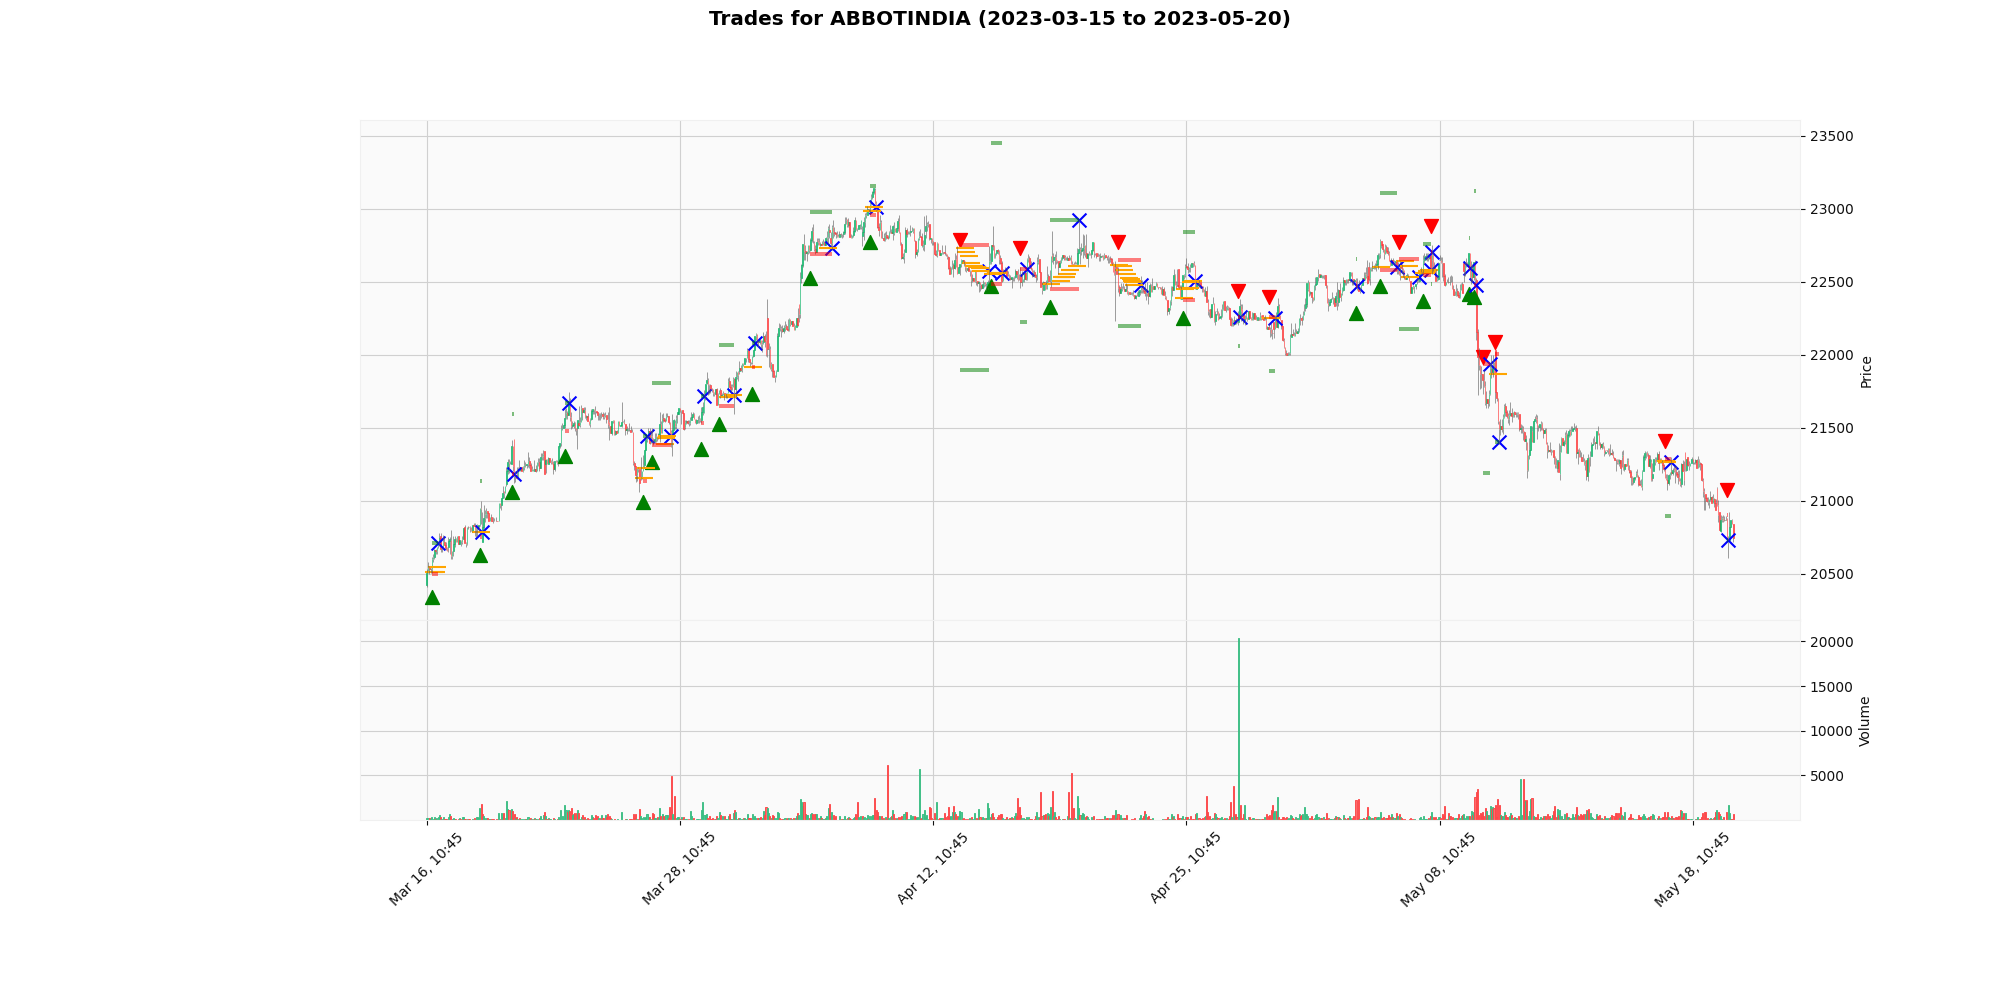 Trades for ABBOTINDIA (2023-03-15 to 2023-05-20)
23500
23000
22500
22000
21500
21000
20500
Price
20000
15000
10000
5000
Volume
Mar 16, 10:45
Mar 28, 10:45
Apr 12, 10:45
Apr 25, 10:45
May 08, 10:45
May 18, 10:45